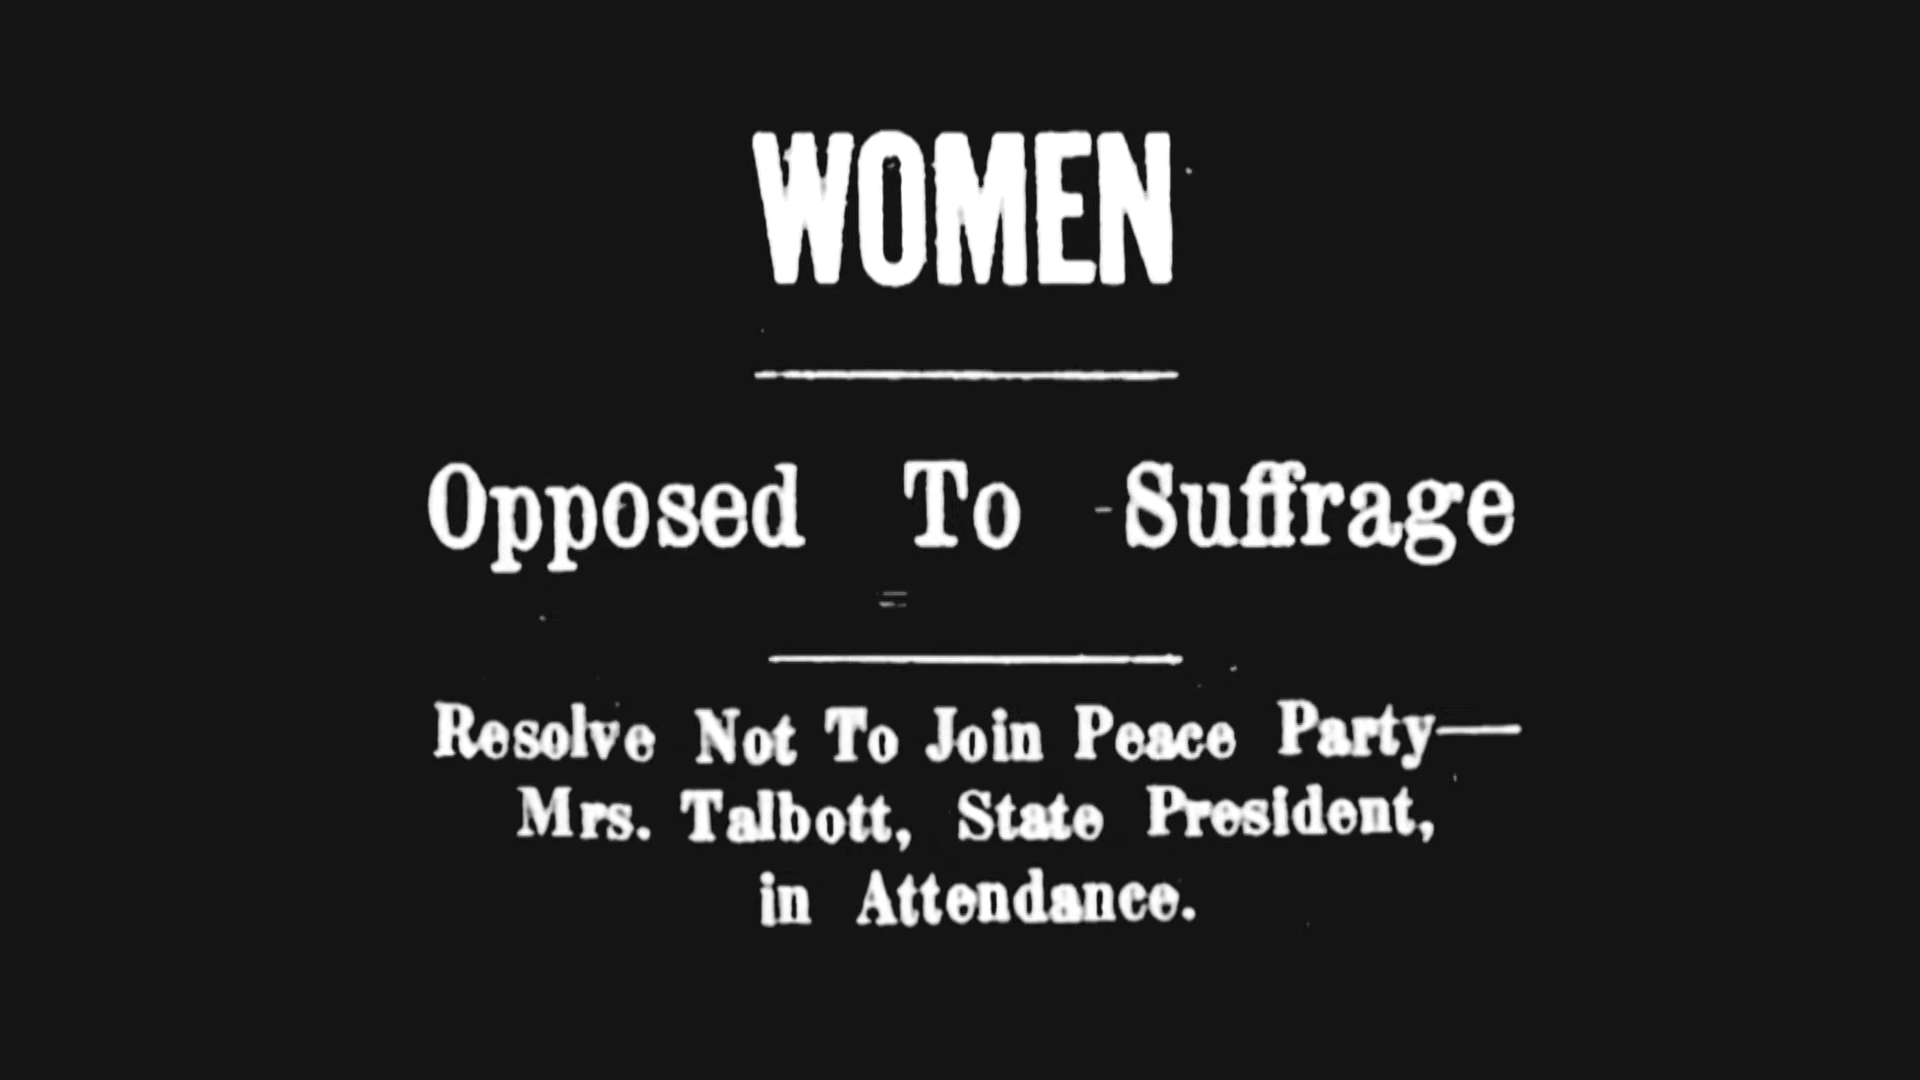 WOMEN
Opposed To Suffrage
Resolve Not To Join Peace Party—
Mrs. Talbott, State President,
in Attendance.